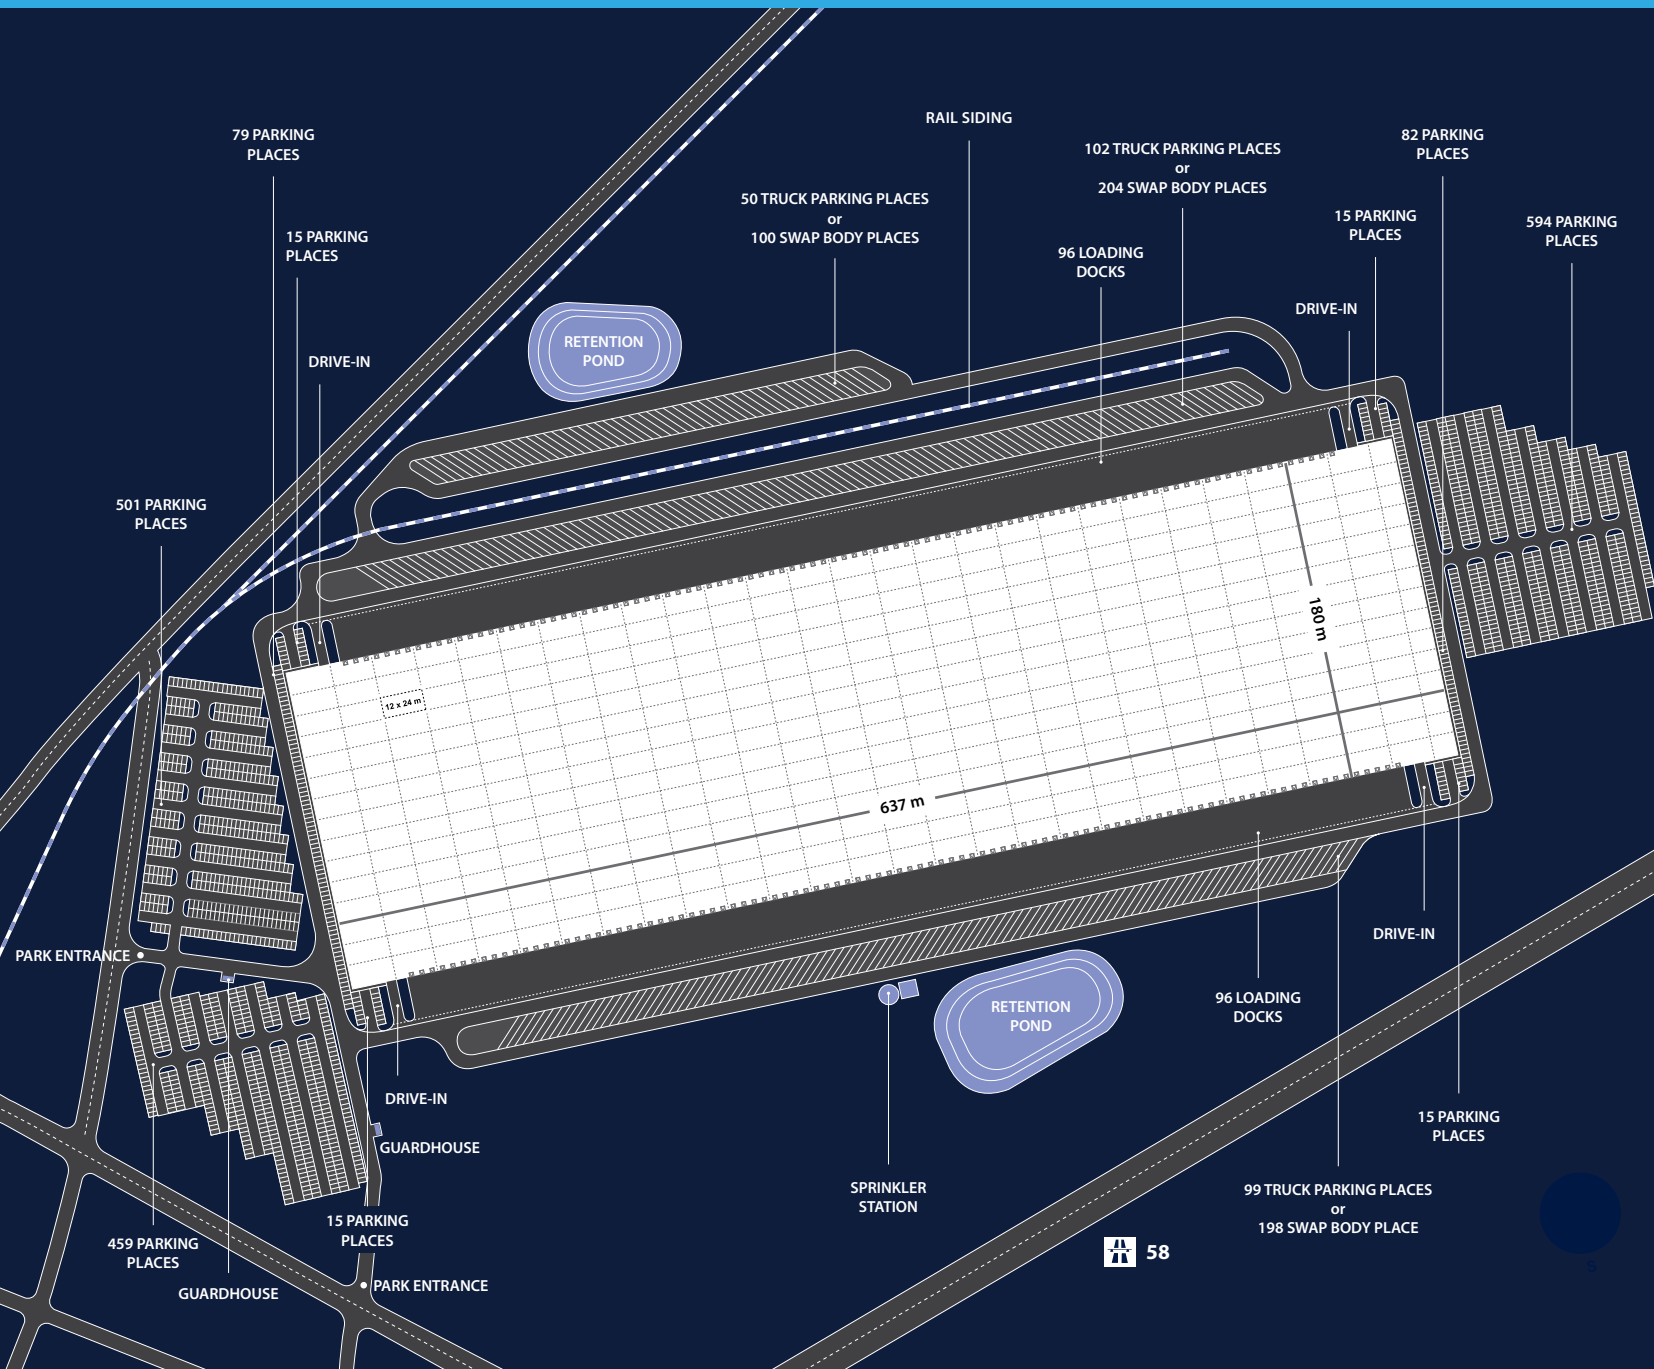 RAIL SIDING
79 PARKING
PLACES
102 TRUCK PARKING PLACES
or
204 SWAP BODY PLACES
82 PARKING
PLACES
50 TRUCK PARKING PLACES
or
100 SWAP BODY PLACES
15 PARKING
PLACES
594 PARKING
PLACES
15 PARKING
PLACES
96 LOADING
DOCKS
DRIVE-IN
RETENTION
POND
DRIVE-IN
501 PARKING
PLACES
180 m
12 x 24 m
637 m
DRIVE-IN
PARK ENTRANCE
96 LOADING
DOCKS
RETENTION
POND
DRIVE-IN
15 PARKING
PLACES
GUARDHOUSE
SPRINKLER
STATION
99 TRUCK PARKING PLACES
or
198 SWAP BODY PLACE
15 PARKING
PLACES
459 PARKING
PLACES
58
PARK ENTRANCE
GUARDHOUSE
S